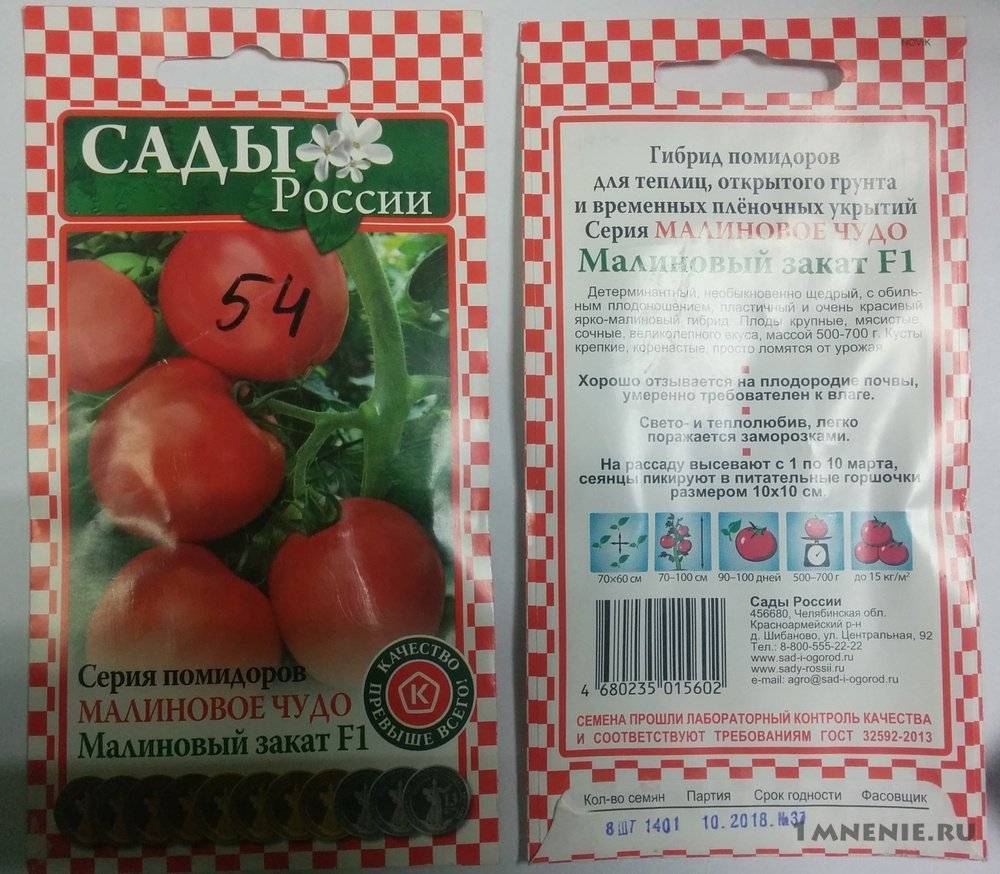 САДЫ
России
54
Серия помидоров
МАЛИНОВОЕ ЧУДО
Малиновый закат F1
КАЧЕСТВО
ПРЕВЫШЕ ВСЕГО!
К
NOVIK
Гибрид помидоров
для теплиц, открытого грунта
и временных плёночных укрытий
Серия МАЛИНОВОЕ ЧУДО
Малиновый закат F1
Детерминантный, необыкновенно щедрый, с обиль-
ным плодоношением, пластичный и очень красивый
ярко-малиновый гибрид. Плоды крупные, мясистые,
сочные, великолепного вкуса, массой 500-700 г. Кусты
крепкие, коренастые, просто ломятся от урожая.
Хорошо отзывается на плодородие почвы,
умеренно требователен к влаге.
Свето- и теплолюбив, легко
поражается заморозками.
На рассаду высевают с 1 по 10 марта,
сеянцы пикируют в питательные горшочки
размером 10х10 см.
70×60 см 70–100 см 90–100 дней 500–700 г до 15 кг/м²
Сады России
456680, Челябинская обл.
Красноармейский р-н
д. Шибаново, ул. Центральная, 92
Тел.: 8-800-555-22-22
www.sad-i-ogorod.ru
www.sady-rossii.ru
e-mail: agro@sad-i-ogorod.ru
4 680235 015602
СЕМЕНА ПРОШЛИ ЛАБОРАТОРНЫЙ КОНТРОЛЬ КАЧЕСТВА
И СООТВЕТСТВУЮТ ТРЕБОВАНИЯМ ГОСТ 32592-2013
Кол-во семян Партия Срок годности Фасовщик
8 ШТ 1401 10.2018.№37
1MNENIE.RU